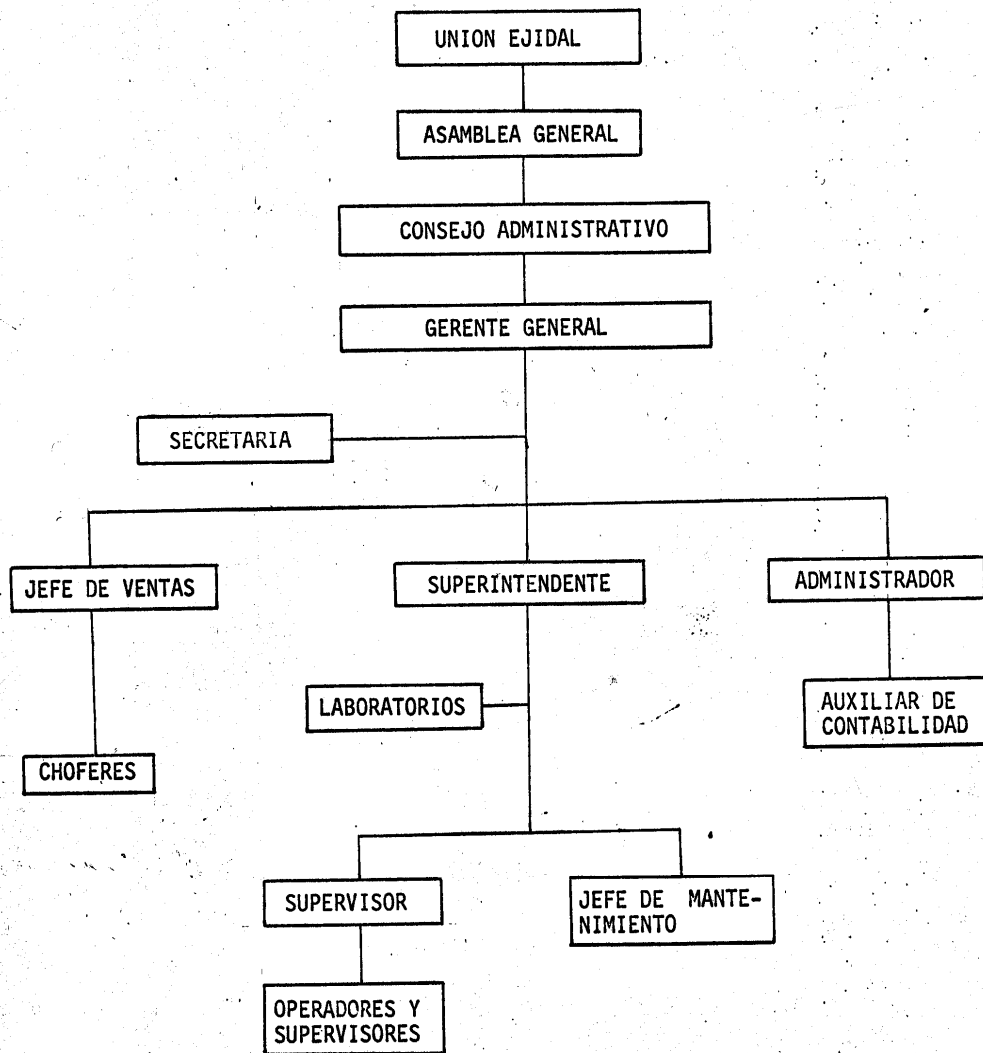 UNION EJIDAL
ASAMBLEA GENERAL
CONSEJO ADMINISTRATIVO
GERENTE GENERAL
SECRETARIA
JEFE DE VENTAS
SUPERINTENDENTE
ADMINISTRADOR
LABORATORIOS
AUXILIAR DE
CONTABILIDAD
CHOFERES
SUPERVISOR
JEFE DE MANTE-
NIMIENTO
OPERADORES Y
SUPERVISORES